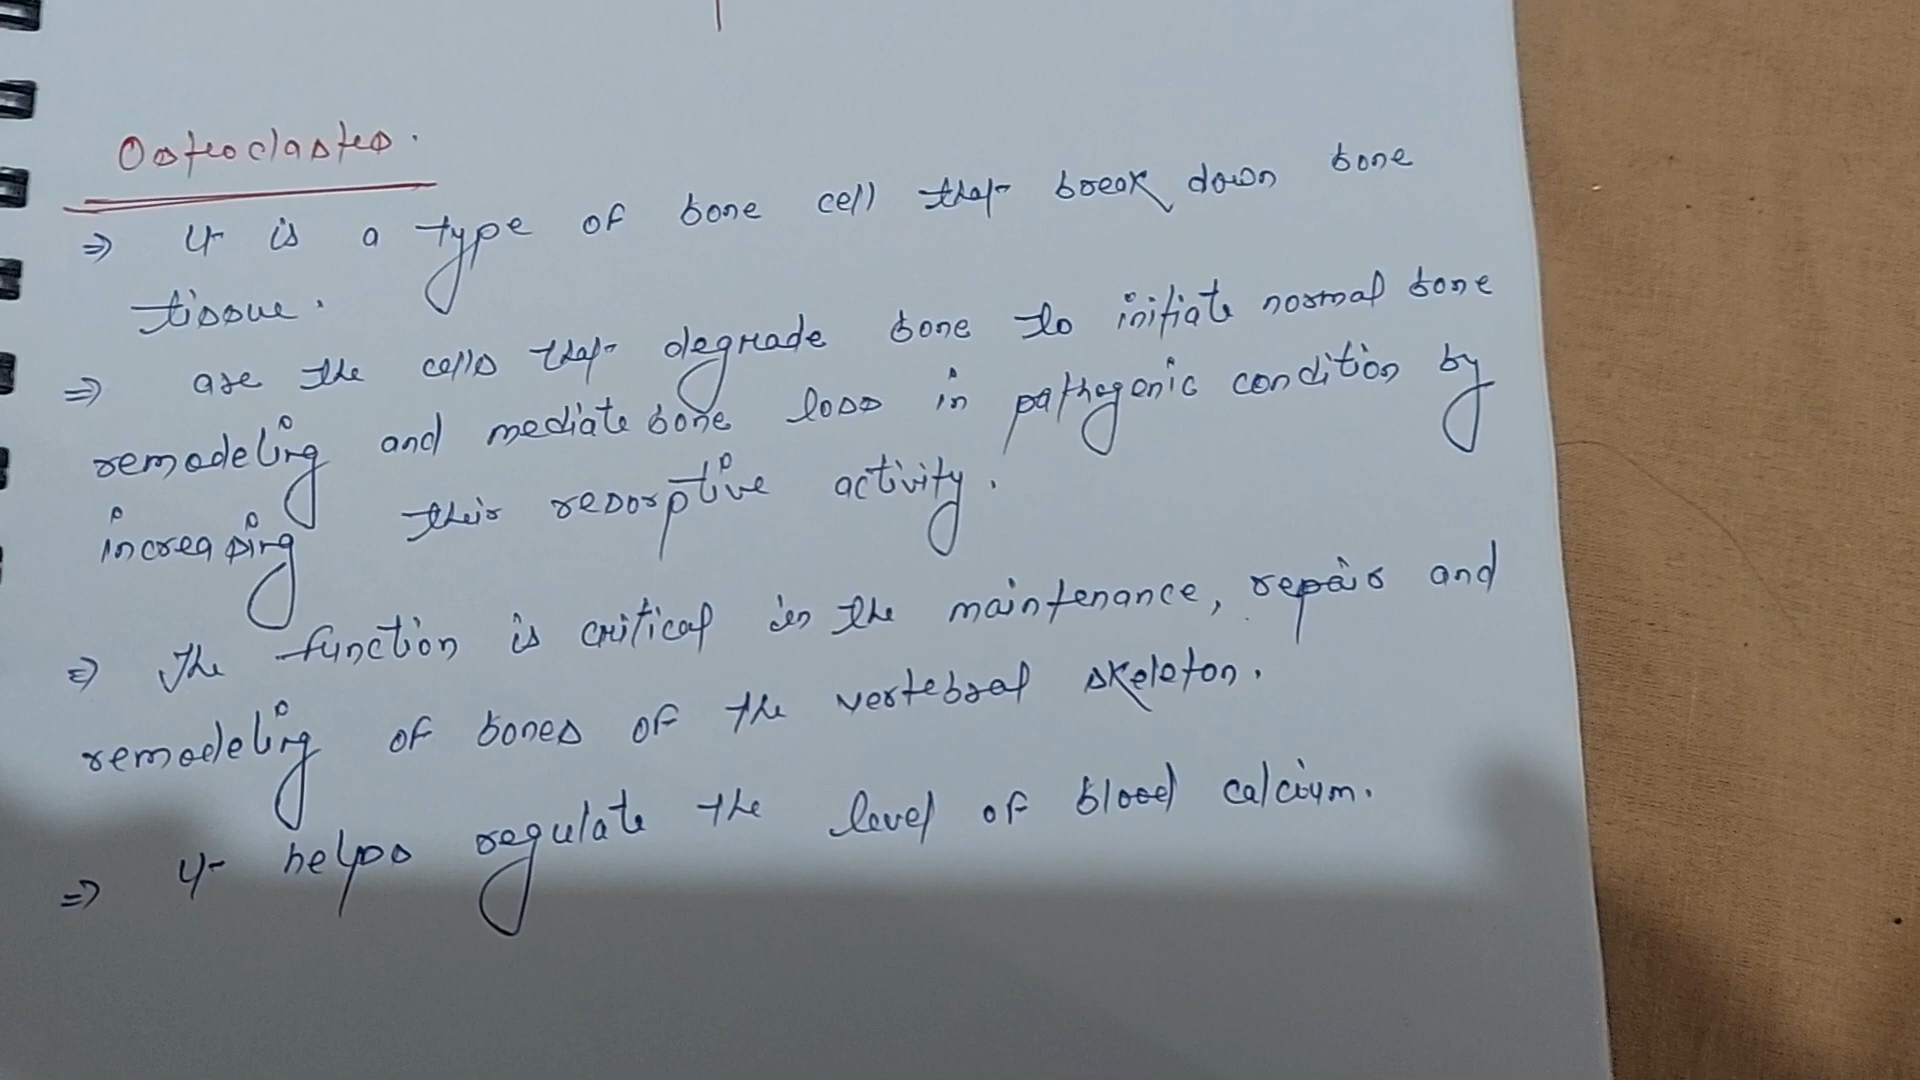 Osteoclastes.
⇒ It is a type of bone cell that break down bone
tissue.
⇒ are the cells that degrade bone to initiate normal bone
remodeling and mediate bone loss in pathogenic condition by
increasing their resorptive activity.
⇒ The function is critical in the maintenance, repair and
remodeling of bones of the vertebral skeleton.
⇒ It helps regulate the level of blood calcium.